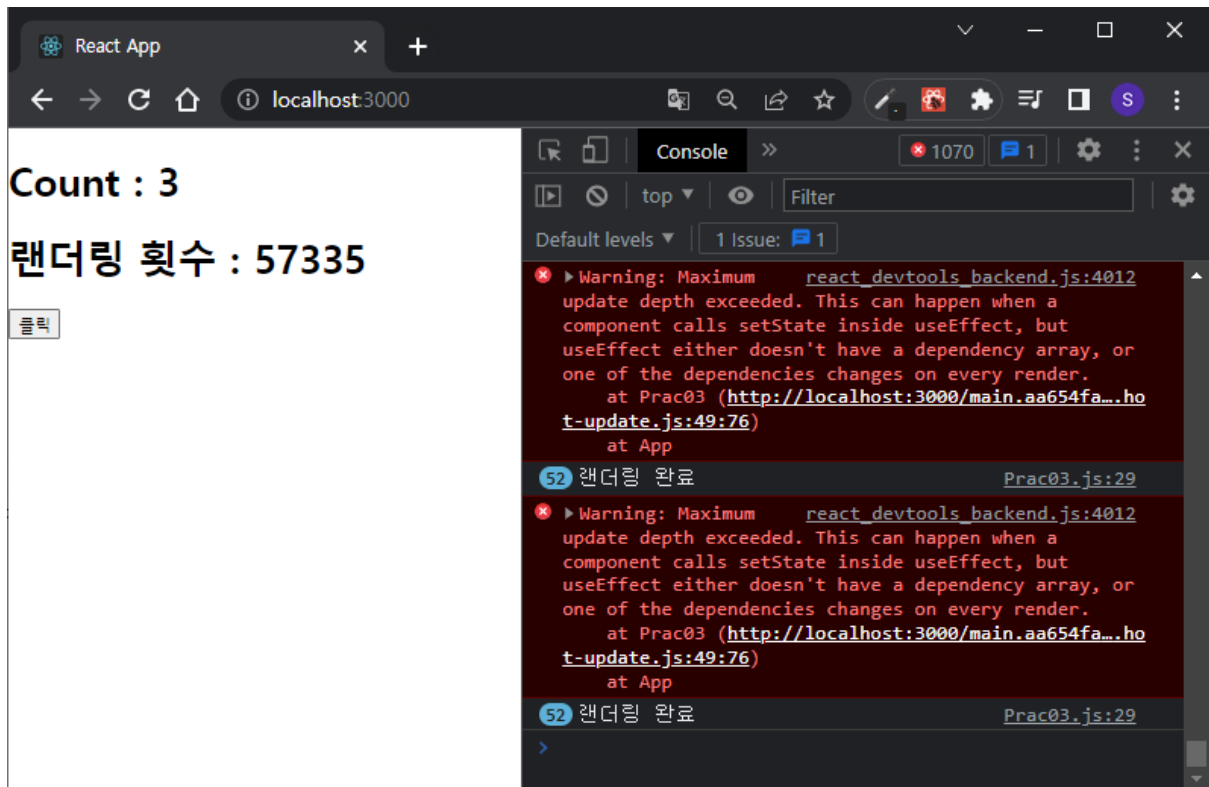 React App
localhost:3000
S
Console
1070
1
top
Filter
Default levels
1 Issue: 1
Count : 3
랜더링 횟수 : 57335
클릭
Warning: Maximum react_devtools_backend.js:4012
update depth exceeded. This can happen when a
component calls setState inside useEffect, but
useEffect either doesn't have a dependency array, or
one of the dependencies changes on every render.
at Prac03 (http://localhost:3000/main.aa654fa….ho
t-update.js:49:76)
at App
52 랜더링 완료 Prac03.js:29
Warning: Maximum react_devtools_backend.js:4012
update depth exceeded. This can happen when a
component calls setState inside useEffect, but
useEffect either doesn't have a dependency array, or
one of the dependencies changes on every render.
at Prac03 (http://localhost:3000/main.aa654fa….ho
t-update.js:49:76)
at App
52 랜더링 완료 Prac03.js:29